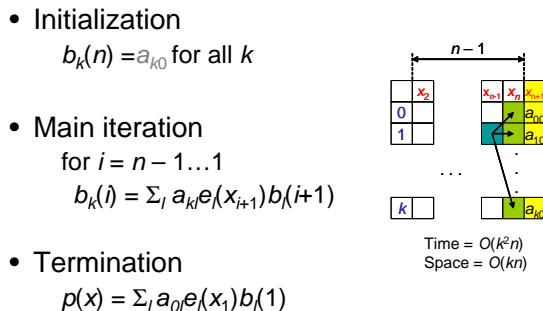 • Initialization
bₖ(n) =aₖ₀ for all k
• Main iteration
for i = n – 1…1
bₖ(i) = Σₗ aₖₗeₗ(xᵢ₊₁)bₗ(i+1)
• Termination
p(x) = Σₗ a₀ₗeₗ(x₁)bₗ(1)
n – 1
x₂ xₙ₋₁ xₙ xₙ₊₁
0 a₀₀
1 a₁₀
. . .
. . .
k aₖ₀
Time = O(k²n)
Space = O(kn)